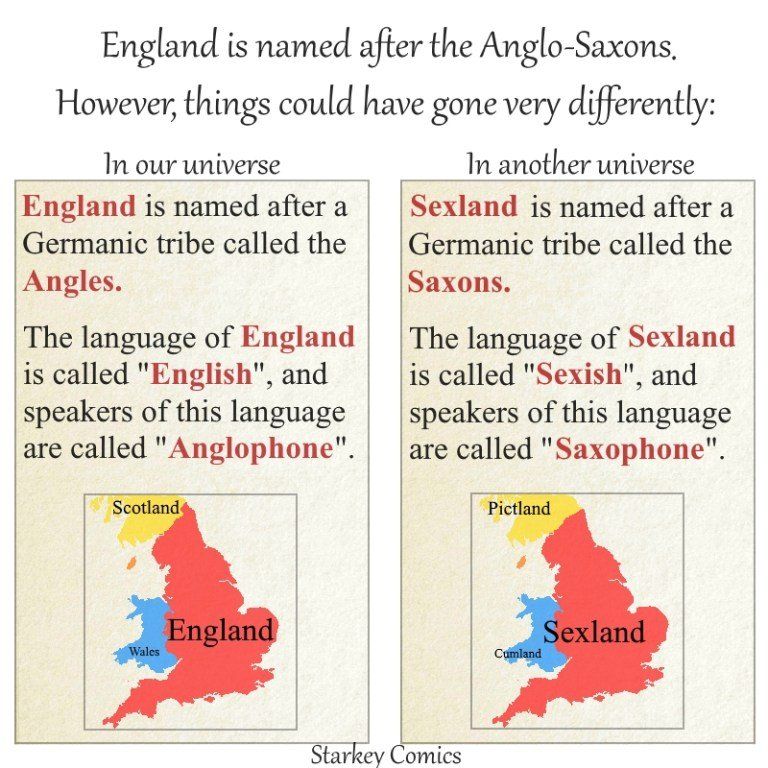 England is named after the Anglo-Saxons.
However, things could have gone very differently:
In our universe
England is named after a
Germanic tribe called the
Angles.
The language of England
is called "English", and
speakers of this language
are called "Anglophone".
Scotland
England
Wales
In another universe
Sexland is named after a
Germanic tribe called the
Saxons.
The language of Sexland
is called "Sexish", and
speakers of this language
are called "Saxophone".
Pictland
Sexland
Cumland
Starkey Comics